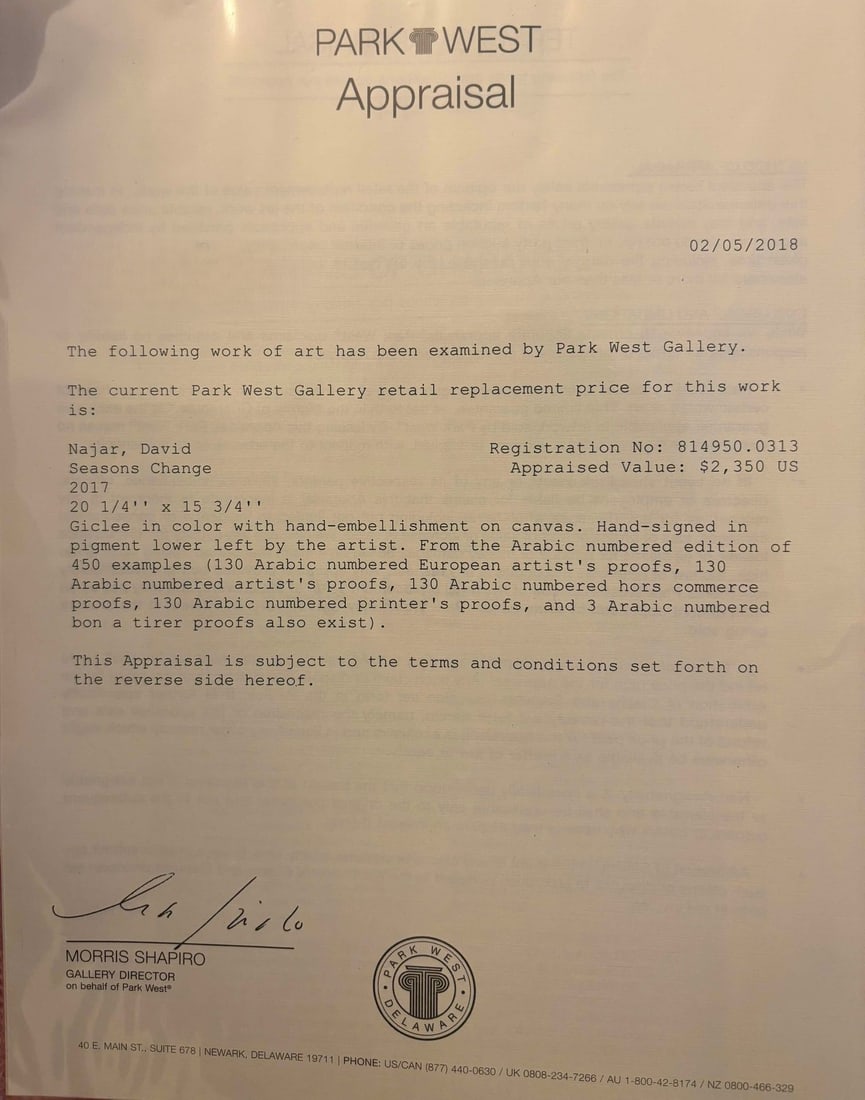 PARK WEST
Appraisal
02/05/2018
The following work of art has been examined by Park West Gallery.
The current Park West Gallery retail replacement price for this work
is:
Najar, David Registration No: 814950.0313
Seasons Change Appraised Value: $2,350 US
2017
20 1/4'' x 15 3/4''
Giclee in color with hand-embellishment on canvas. Hand-signed in
pigment lower left by the artist. From the Arabic numbered edition of
450 examples (130 Arabic numbered European artist's proofs, 130
Arabic numbered artist's proofs, 130 Arabic numbered hors commerce
proofs, 130 Arabic numbered printer's proofs, and 3 Arabic numbered
bon a tirer proofs also exist).
This Appraisal is subject to the terms and conditions set forth on
the reverse side hereof.
MORRIS SHAPIRO
GALLERY DIRECTOR
on behalf of Park West®
PARK WEST
DELAWARE
40 E. MAIN ST., SUITE 678 | NEWARK, DELAWARE 19711 | PHONE: US/CAN (877) 440-0630 / UK 0808-234-7266 / AU 1-800-42-8174 / NZ 0800-466-329